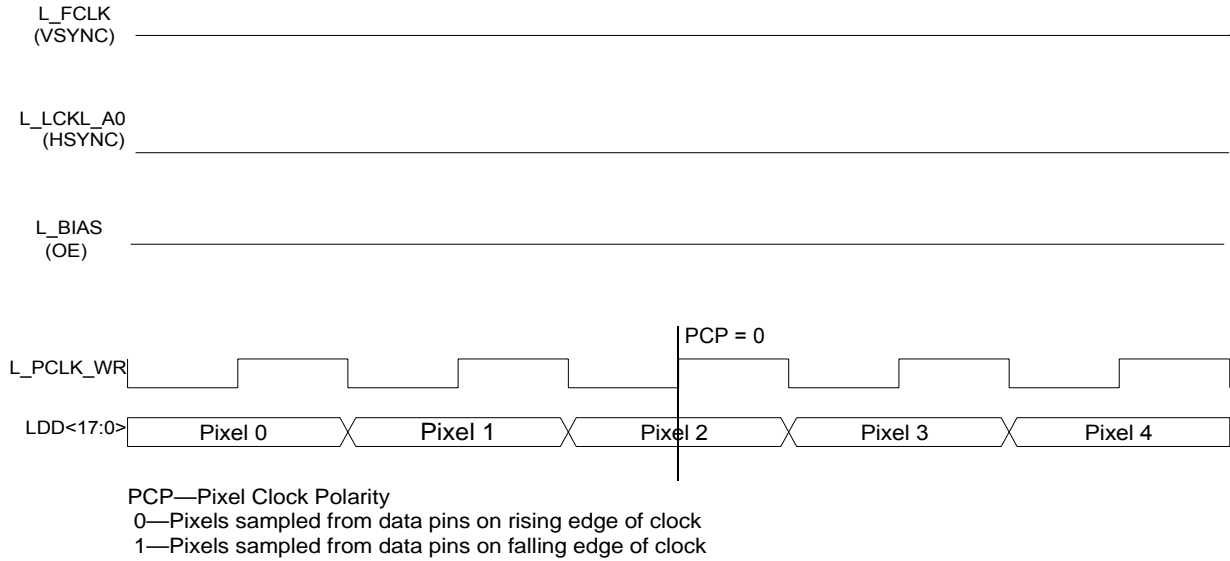 L_FCLK
(VSYNC)
L_LCKL_A0
(HSYNC)
L_BIAS
(OE)
PCP = 0
L_PCLK_WR
LDD<17:0>
Pixel 0
Pixel 1
Pixel 2
Pixel 3
Pixel 4
PCP—Pixel Clock Polarity
0—Pixels sampled from data pins on rising edge of clock
1—Pixels sampled from data pins on falling edge of clock